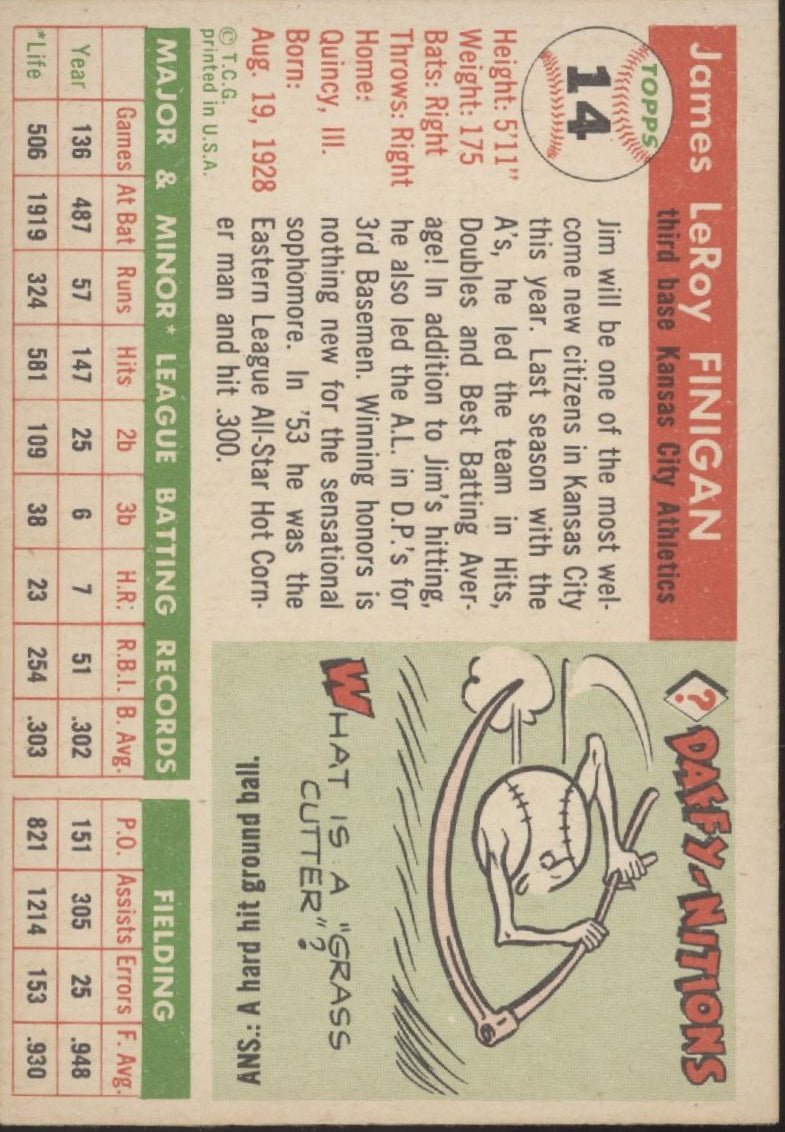 James LeRoy FINIGAN
third base Kansas City Athletics
TOPPS
14
Height: 5'11"
Weight: 175
Bats: Right
Throws: Right
Home:
Quincy, Ill.
Born:
Aug. 19, 1928
© T.C.G.
printed in U.S.A.
Jim will be one of the most wel-
come new citizens in Kansas City
this year. Last season with the
A's, he led the team in Hits,
Doubles and Best Batting Aver-
age! In addition to Jim's hitting,
he also led the A.L. in D.P.'s for
3rd Basemen. Winning honors is
nothing new for the sensational
sophomore. In '53 he was the
Eastern League All-Star Hot Corn-
er man and hit .300.
? DAFFY-NITIONS
WHAT IS A "GRASS
CUTTER"?
ANS.: A hard hit ground ball.
MAJOR & MINOR* LEAGUE BATTING RECORDS FIELDING
Games At Bat Runs Hits 2b 3b H.R: R.B.I. B. Avg. P.O. Assists Errors F. Avg.
Year 136 487 57 147 25 6 7 51 .302 151 305 25 .948
*Life 506 1919 324 581 109 38 23 254 .303 821 1214 153 .930